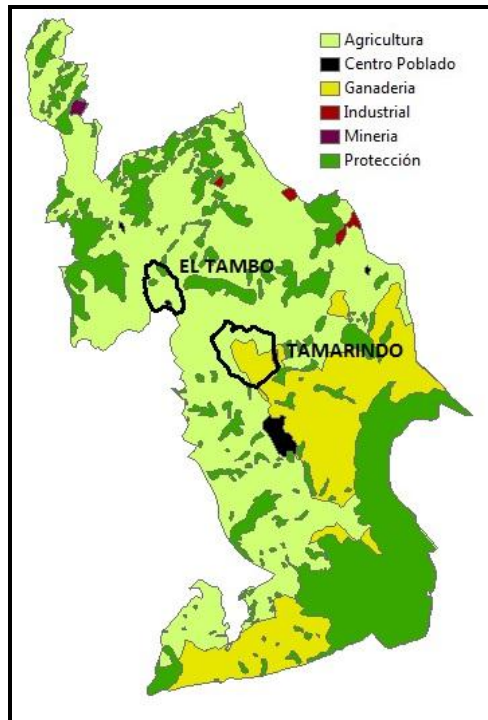 Agricultura
Centro Poblado
Ganaderia
Industrial
Mineria
Protección
EL TAMBO
TAMARINDO